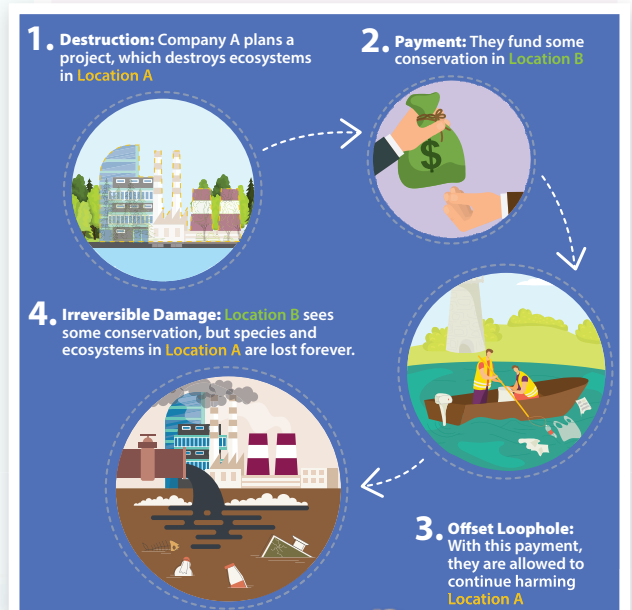 1. Destruction: Company A plans a
project, which destroys ecosystems
in Location A
2. Payment: They fund some
conservation in Location B
$
3. Offset Loophole:
With this payment,
they are allowed to
continue harming
Location A
4. Irreversible Damage: Location B sees
some conservation, but species and
ecosystems in Location A are lost forever.